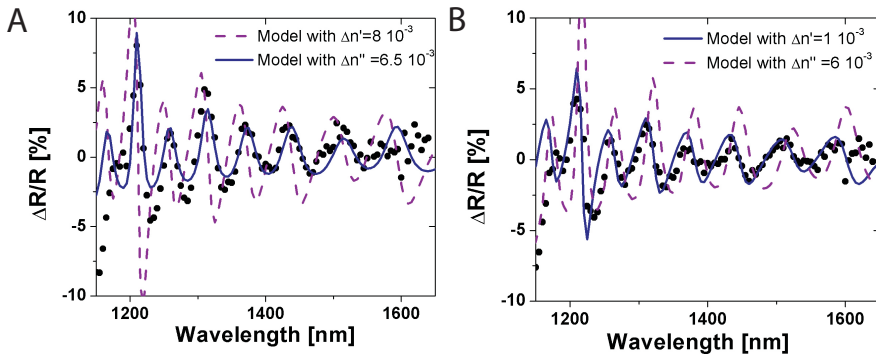 A
10
5
0
-5
-10
ΔR/R [%]
Model with Δn'=8 10⁻³
Model with Δn'' =6.5 10⁻³
1200
1400
1600
Wavelength [nm]
B
10
5
0
-5
-10
ΔR/R [%]
Model with Δn'=1 10⁻³
Model with Δn'' =6 10⁻³
1200
1400
1600
Wavelength [nm]